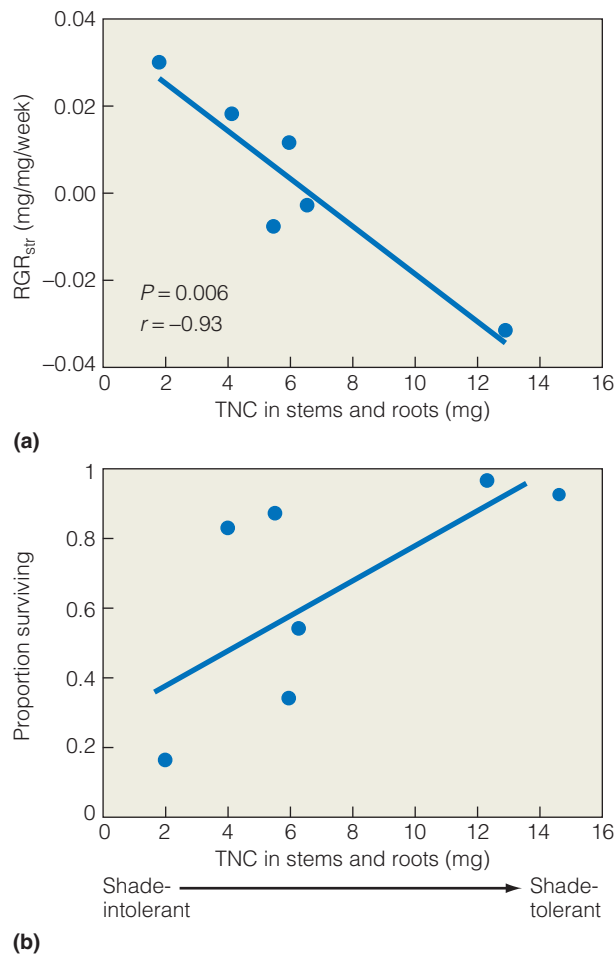 0.04
0.02
0.00
−0.02
−0.04
RGRstr (mg/mg/week)
P = 0.006
r = −0.93
0 2 4 6 8 10 12 14 16
TNC in stems and roots (mg)
(a)
1
0.8
0.6
0.4
0.2
0
Proportion surviving
0 2 4 6 8 10 12 14 16
TNC in stems and roots (mg)
Shade-
intolerant
Shade-
tolerant
(b)